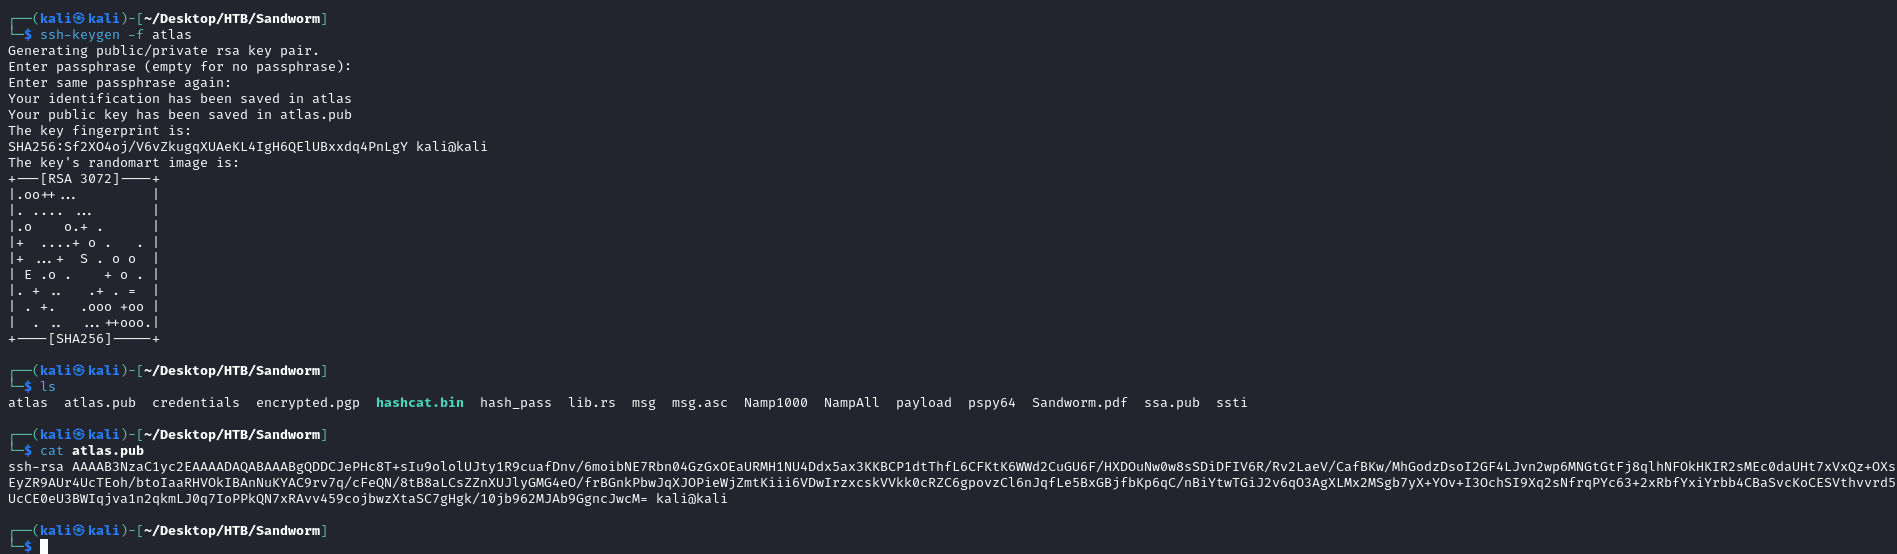 ┌──(kali㉿kali)-[~/Desktop/HTB/Sandworm]
└─$ ssh-keygen -f atlas
Generating public/private rsa key pair.
Enter passphrase (empty for no passphrase):
Enter same passphrase again:
Your identification has been saved in atlas
Your public key has been saved in atlas.pub
The key fingerprint is:
SHA256:Sf2XO4oj/V6vZkugqXUAeKL4IgH6QElUBxxdq4PnLgY kali@kali
The key's randomart image is:
+---[RSA 3072]----+
|.oo++ ...          |
|. .... ...        |
|.o    o.+ .      |
|+  ....+ o .   . |
|+ ...+  S . o o  |
| E .o .    + o . |
|. + ..   .+ . =  |
| . +.   .ooo +oo |
|  . ..   ...++ooo.|
+----[SHA256]-----+
┌──(kali㉿kali)-[~/Desktop/HTB/Sandworm]
└─$ ls
atlas  atlas.pub  credentials  encrypted.pgp  hashcat.bin  hash_pass  lib.rs  msg  msg.asc  Namp1000  NampAll  payload  pspy64  Sandworm.pdf  ssa.pub  ssti
┌──(kali㉿kali)-[~/Desktop/HTB/Sandworm]
└─$ cat atlas.pub
ssh-rsa AAAAB3NzaC1yc2EAAAADAQABAAABgQDDCJePHc8T+sIu9ololUJty1R9cuafDnv/6moibNE7Rbn04GzGxOEaURMH1NU4Ddx5ax3KKBCP1dtThfL6CFKtK6WWd2CuGU6F/HXDOuNw0w8sSDiDFIV6R/Rv2LaeV/CafBKw/MhGodzDsoI2GF4LJvn2wp6MNGtGtFj8qlhNFOkHKIR2sMEc0daUHt7xVxQz+OXs
EyZR9AUr4UcTEoh/btoIaaRHVOkIBAnNuKYAC9rv7q/cFeQN/8tB8aLCsZZnXUJlyGMG4eO/frBGnkPbwJqXJOPieWjZmtKiii6VDwIrzxcskVVkk0cRZC6gpovzCl6nJqfLe5BxGBjfbKp6qC/nBiYtwTGiJ2v6qO3AgXLMx2MSgb7yX+YOv+I3OchSI9Xq2sNfrqPYc63+2xRbfYxiYrbb4CBaSvcKoCESVthvvrd5
UcCE0eU3BWIqjva1n2qkmLJ0q7IoPPkQN7xRAvv459cojbwzXtaSC7gHgk/10jb962MJAb9GgncJwcM= kali@kali
┌──(kali㉿kali)-[~/Desktop/HTB/Sandworm]
└─$